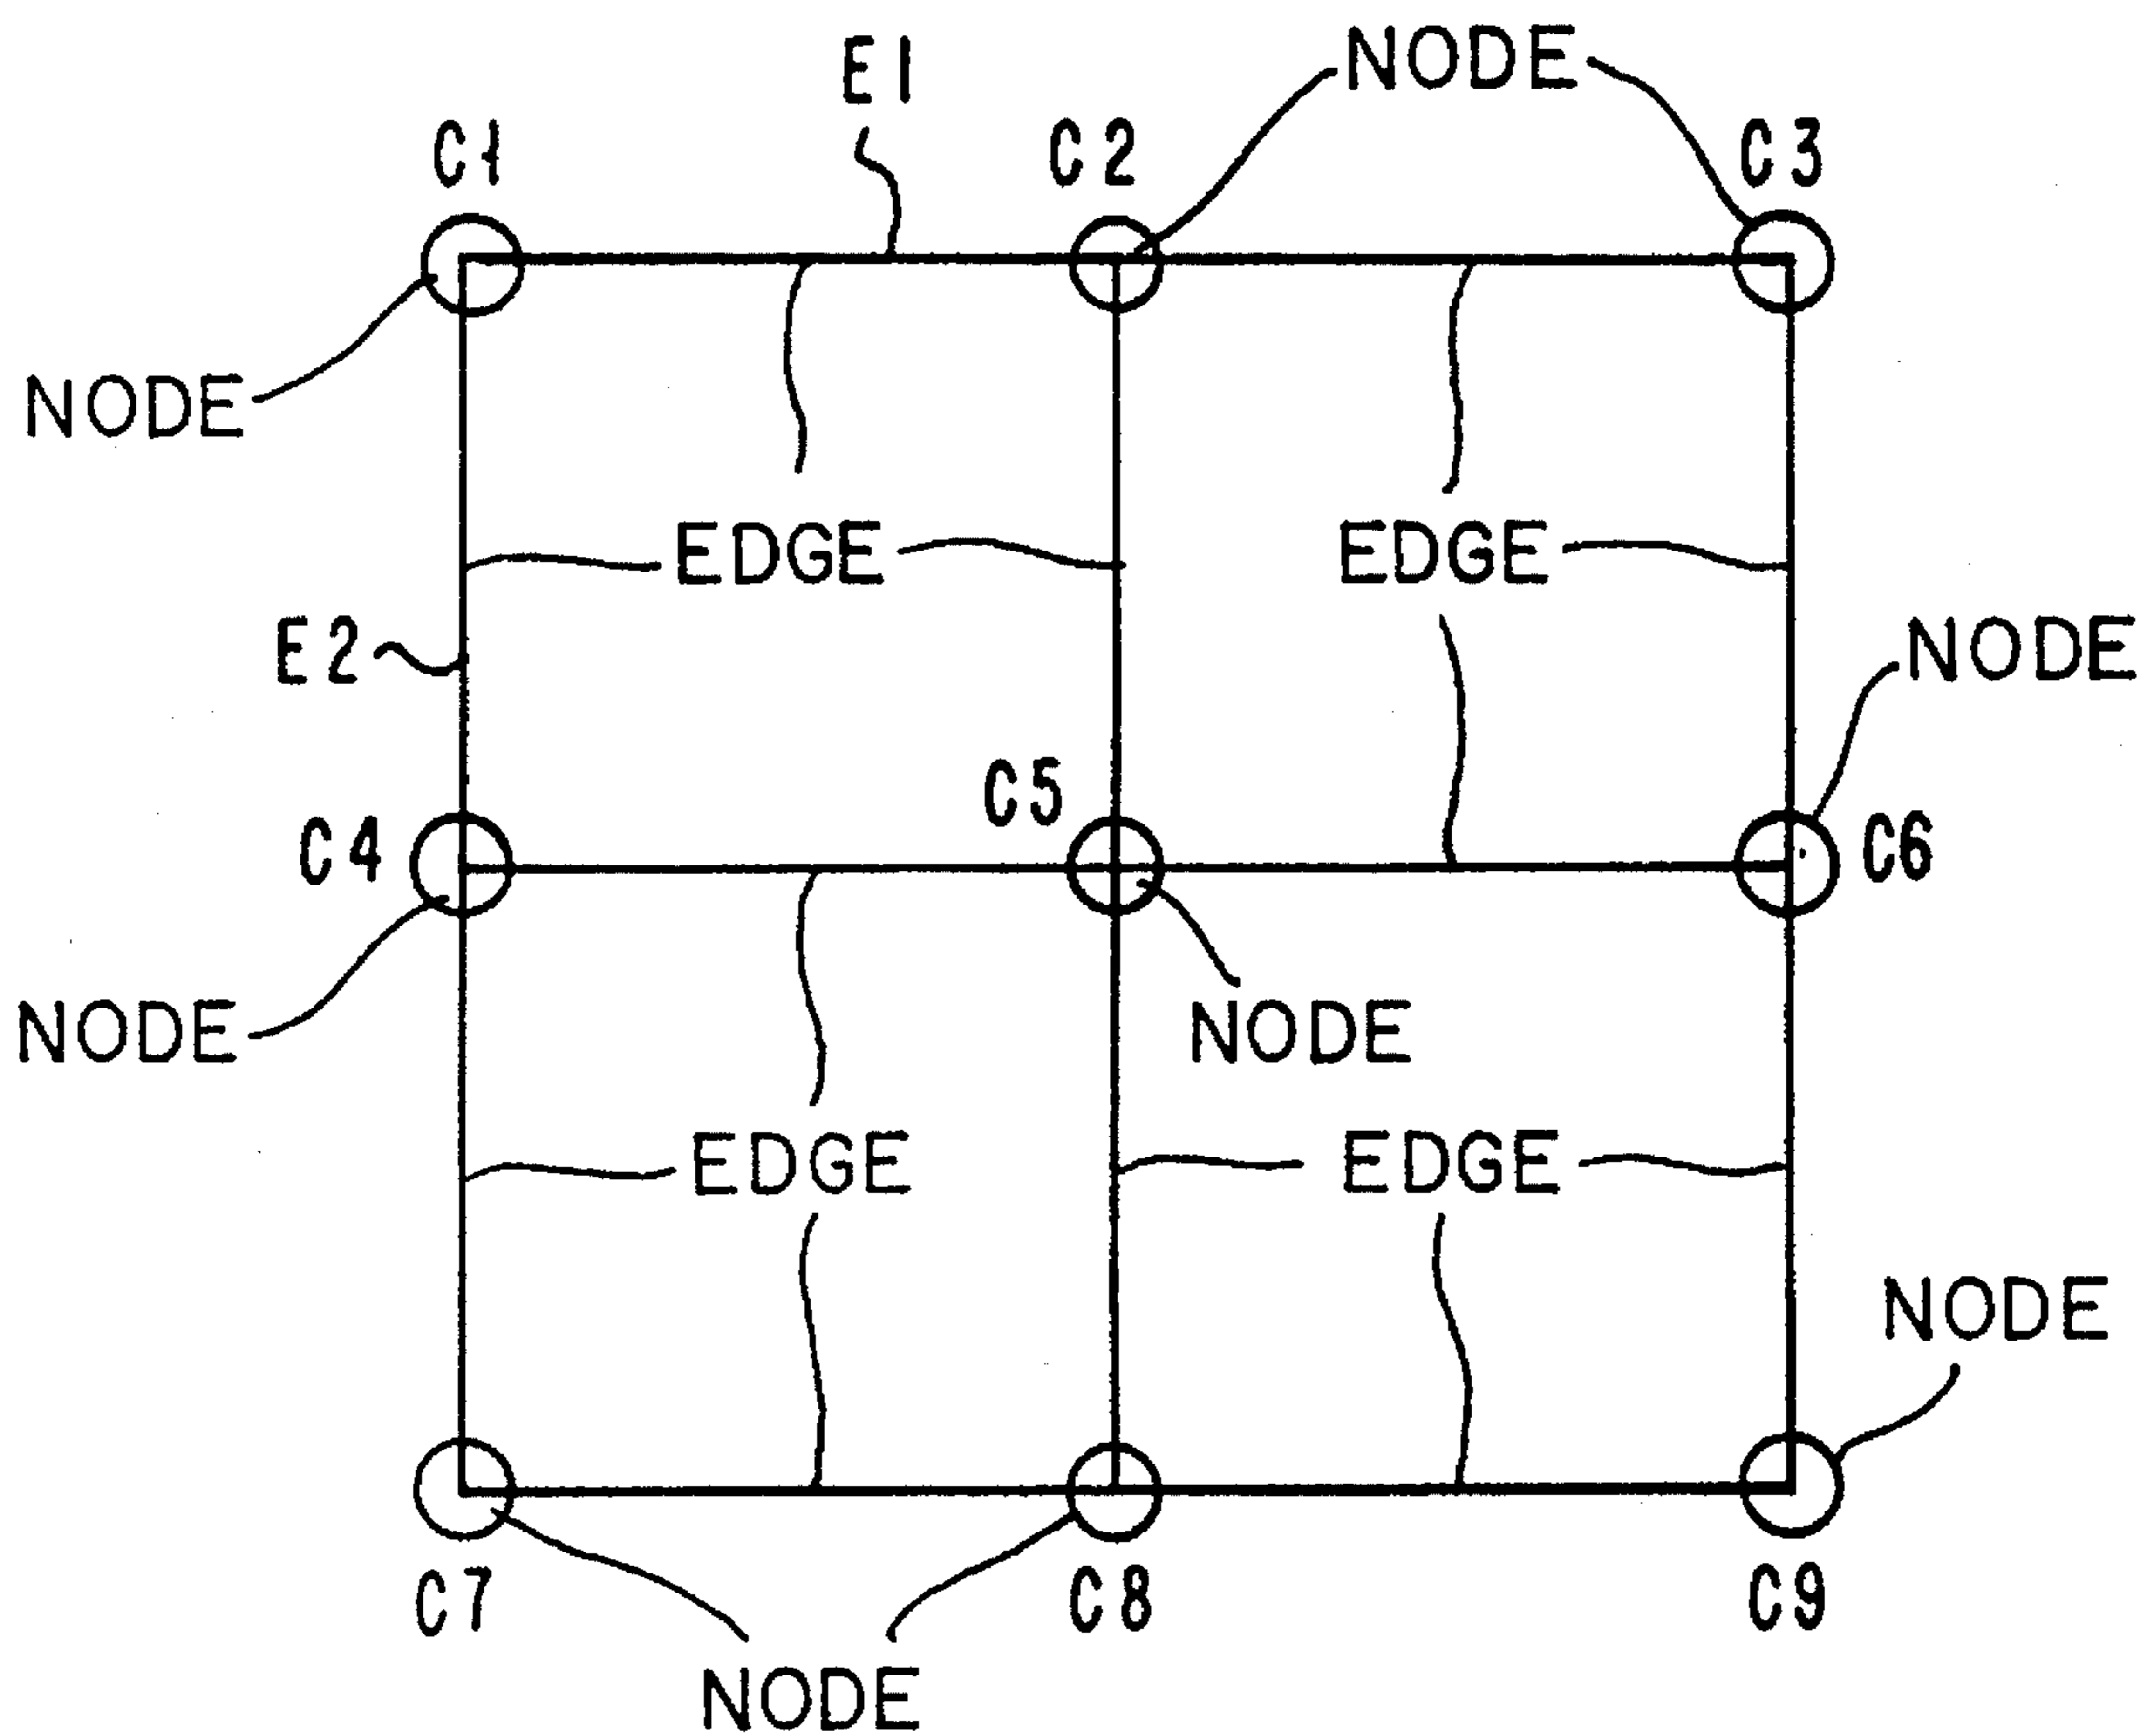 E1
NODE
C1
C2
C3
NODE
EDGE
EDGE
E2
NODE
C5
C4
C6
NODE
NODE
EDGE
EDGE
NODE
C7
C8
C9
NODE